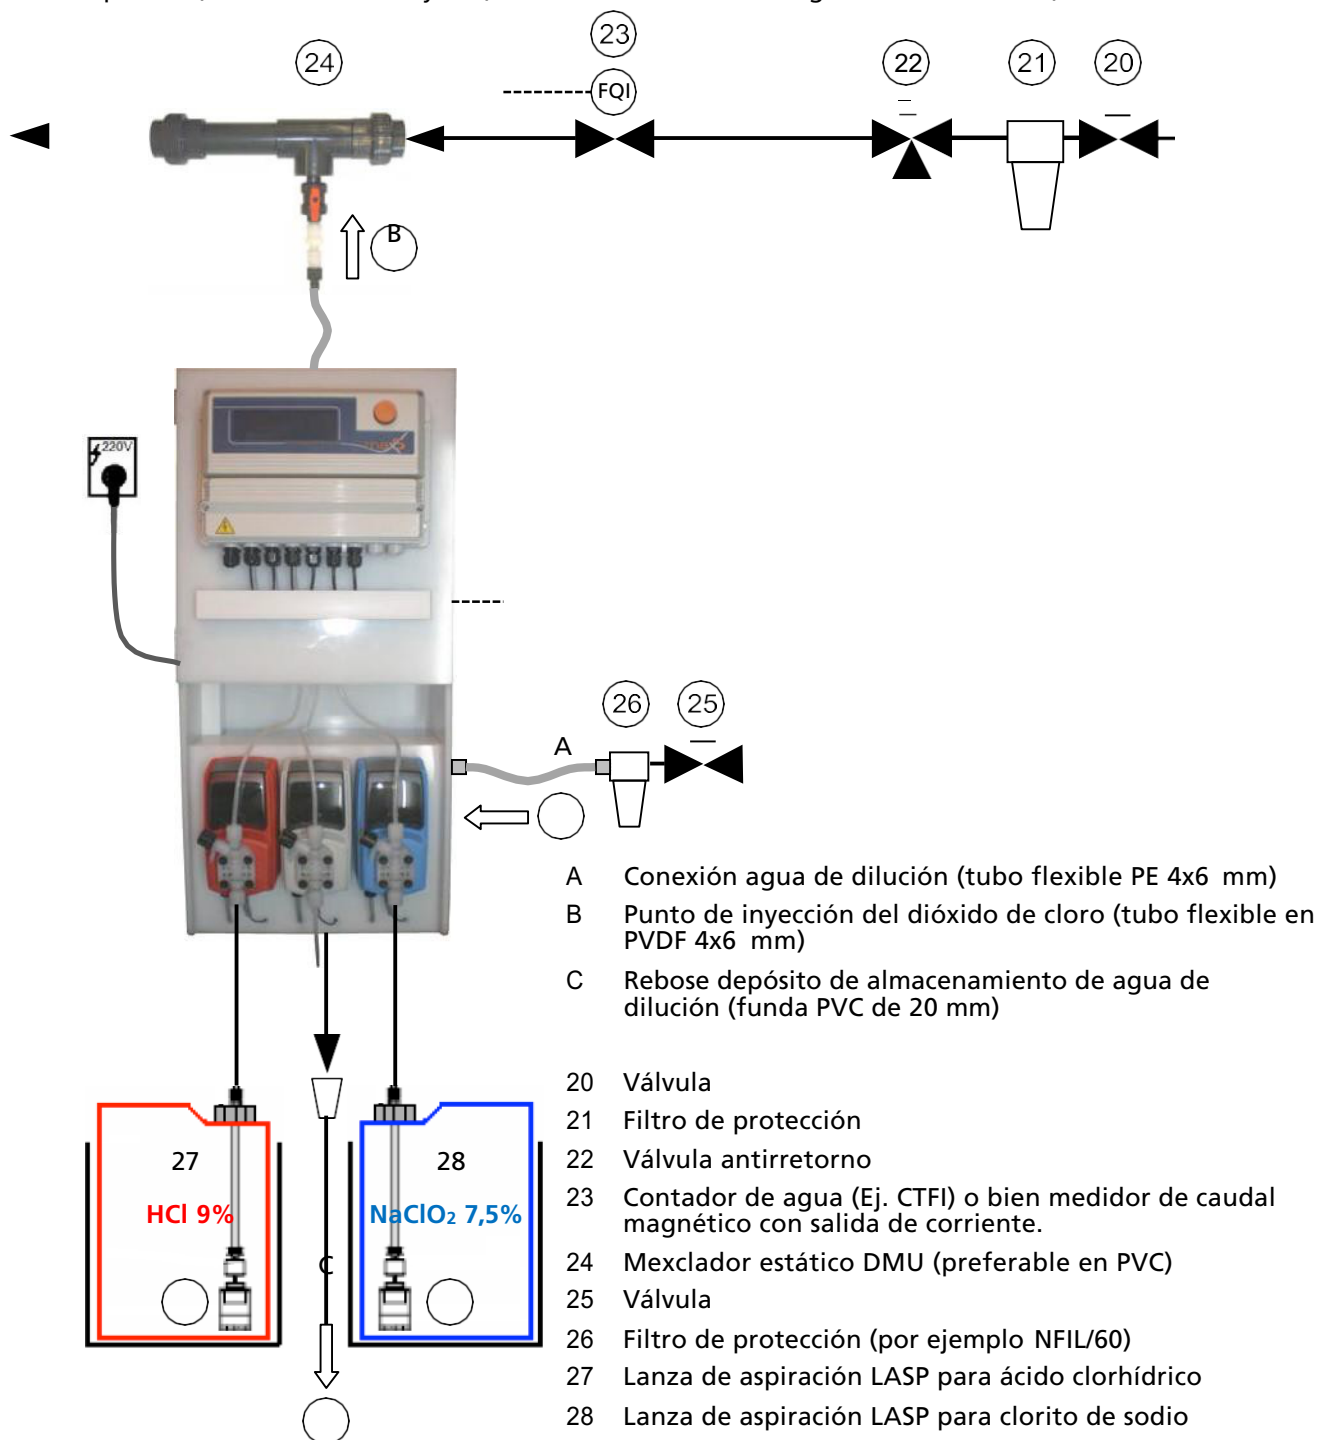 23
24
22
21
20
FQI
B
220V
26
25
A
A Conexión agua de dilución (tubo flexible PE 4x6 mm)
B Punto de inyección del dióxido de cloro (tubo flexible en
PVDF 4x6 mm)
C Rebose depósito de almacenamiento de agua de
dilución (funda PVC de 20 mm)
20 Válvula
21 Filtro de protección
22 Válvula antirretorno
23 Contador de agua (Ej. CTFI) o bien medidor de caudal
magnético con salida de corriente.
24 Mexclador estático DMU (preferable en PVC)
25 Válvula
26 Filtro de protección (por ejemplo NFIL/60)
27 Lanza de aspiración LASP para ácido clorhídrico
28 Lanza de aspiración LASP para clorito de sodio
27
28
HCl 9%
NaClO₂ 7,5%
C